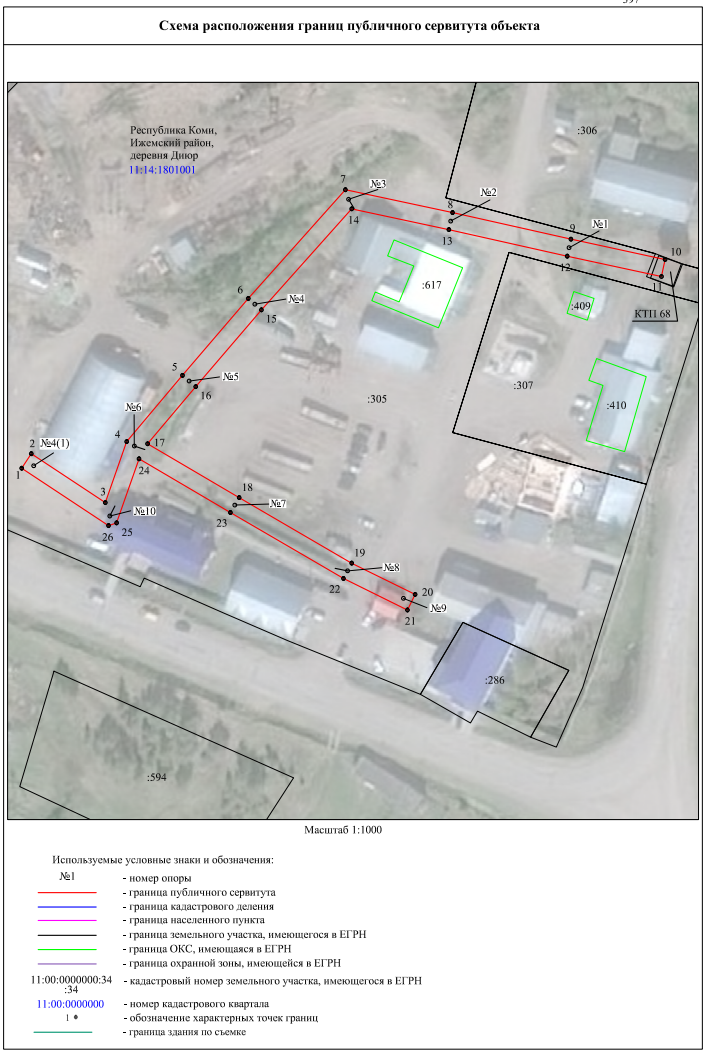 397
Схема расположения границ публичного сервитута объекта
Республика Коми,
Ижемский район,
деревня Диюр
11:14:1801001
:306
7
№3
14
8
№2
13
9
№1
12
10
11
КТП 68
:617
:409
6
№4
15
5
№5
16
:305
:307
:410
№6
4
17
24
2
№4(1)
1
3
№10
26
25
18
№7
23
19
№8
22
20
№9
21
:286
:594
Масштаб 1:1000
Используемые условные знаки и обозначения:
№1 - номер опоры
- граница публичного сервитута
- граница кадастрового деления
- граница населенного пункта
- граница земельного участка, имеющегося в ЕГРН
- граница ОКС, имеющаяся в ЕГРН
- граница охранной зоны, имеющейся в ЕГРН
11:00:0000000:34 - кадастровый номер земельного участка, имеющегося в ЕГРН
:34
11:00:0000000 - номер кадастрового квартала
1 - обозначение характерных точек границ
- граница здания по съемке